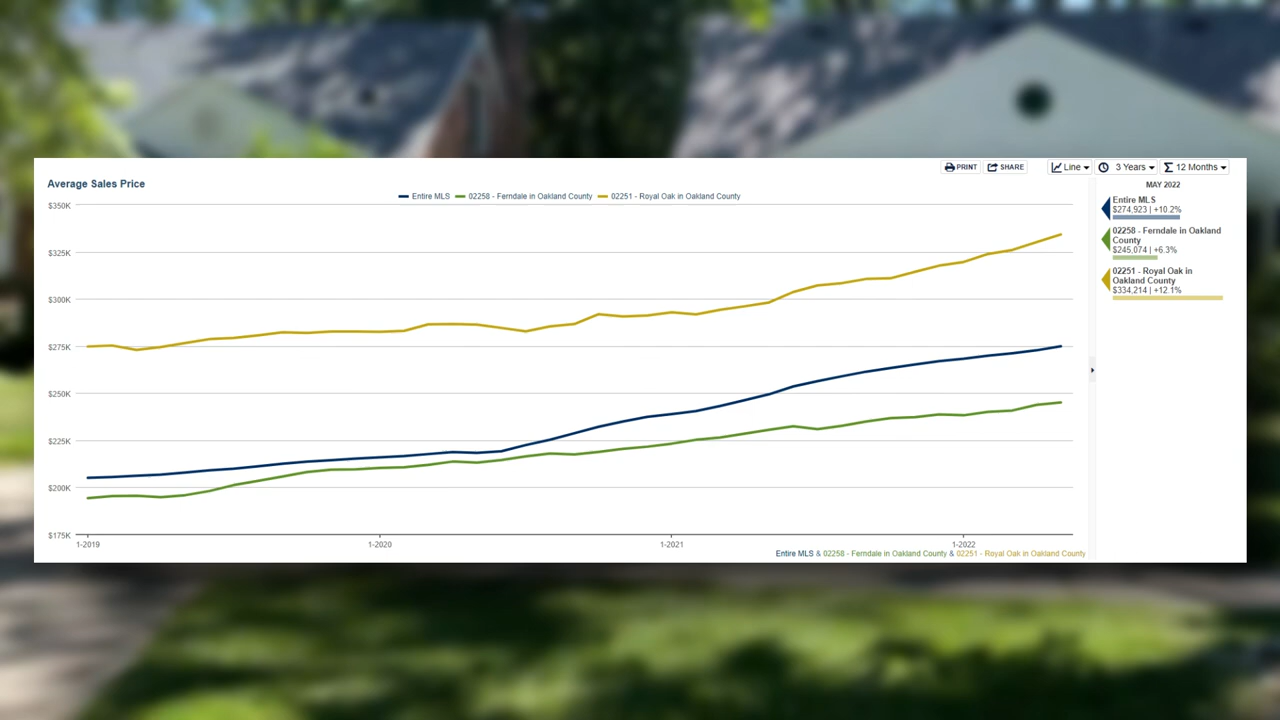 PRINT SHARE Line 3 Years 12 Months
Average Sales Price
MAY 2022
Entire MLS 02258 - Ferndale in Oakland County 02251 - Royal Oak in Oakland County
Entire MLS
$274,923 | +10.2%
02258 - Ferndale in Oakland
County
$245,074 | +6.3%
02251 - Royal Oak in
Oakland County
$334,214 | +12.1%
$350K
$325K
$300K
$275K
$250K
$225K
$200K
$175K
1-2019 1-2020 1-2021 1-2022
Entire MLS & 02258 - Ferndale in Oakland County & 02251 - Royal Oak in Oakland County